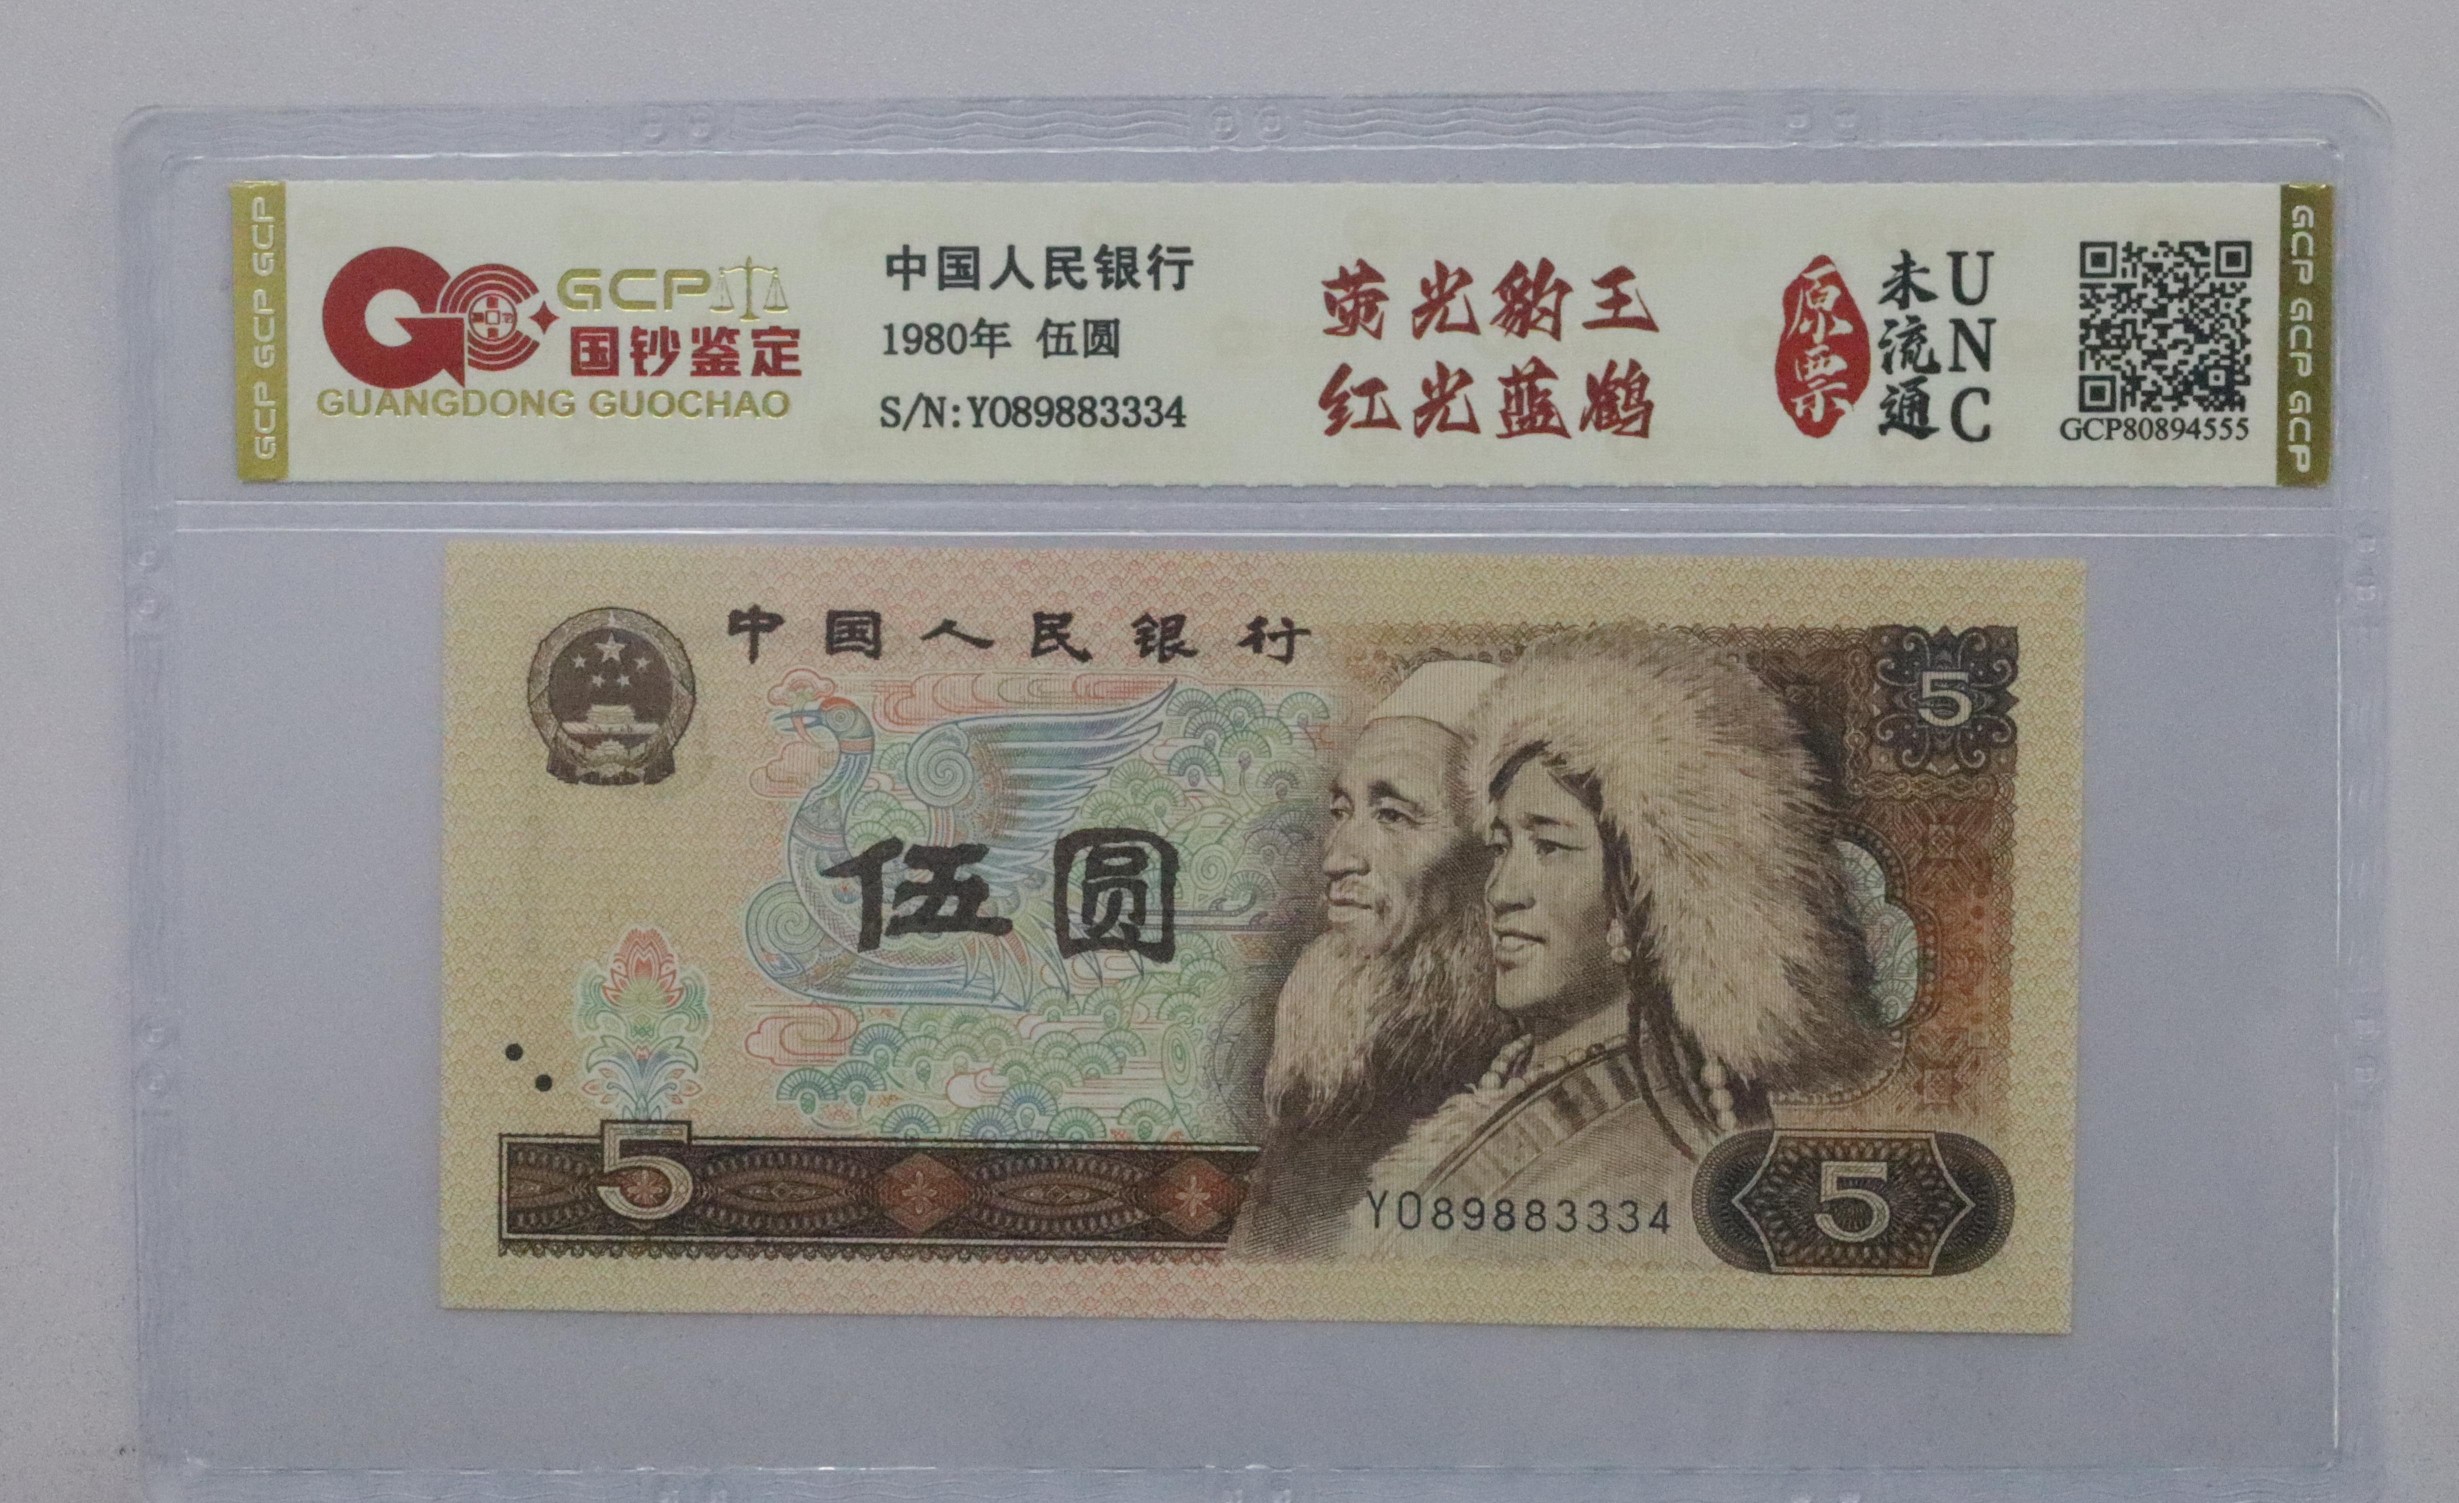 GCP GCP GCP
GCP
国钞鉴定
GUANGDONG GUOCHAO
中国人民银行
1980年 伍圆
S/N:Y089883334
荧光豹王
红光蓝鹤
原票
未流通
UNC
GCP80894555
GCP GCP GCP
中国人民银行
5
伍圆
5
YO89883334
5